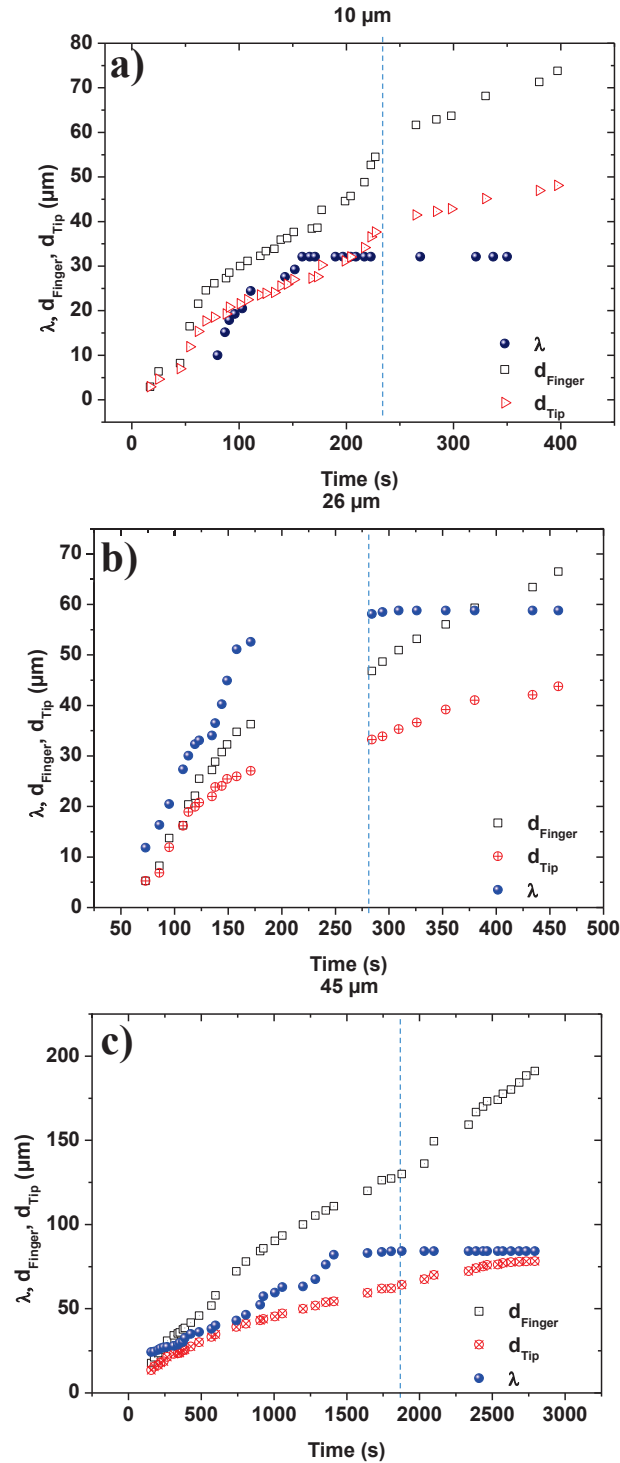 10 µm
a)
80
70
60
50
40
30
20
10
0
λ, d_Finger, d_Tip (µm)
λ
d_Finger
d_Tip
0 100 200 300 400
Time (s)
26 µm
b)
70
60
50
40
30
20
10
0
λ, d_Finger, d_Tip (µm)
d_Finger
d_Tip
λ
50 100 150 200 250 300 350 400 450 500
Time (s)
45 µm
c)
200
150
100
50
0
λ, d_Finger, d_Tip (µm)
d_Finger
d_Tip
λ
0 500 1000 1500 2000 2500 3000
Time (s)